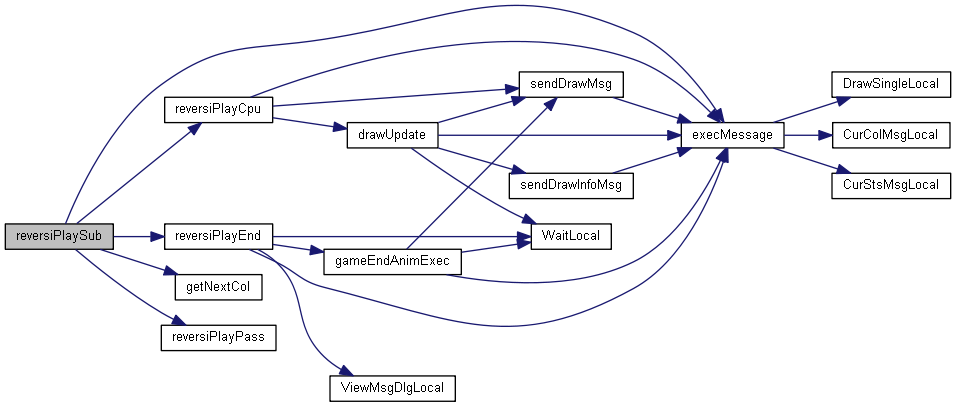 reversiPlaySub
reversiPlayCpu
reversiPlayEnd
getNextCol
reversiPlayPass
drawUpdate
gameEndAnimExec
ViewMsgDlgLocal
sendDrawMsg
sendDrawInfoMsg
WaitLocal
execMessage
DrawSingleLocal
CurColMsgLocal
CurStsMsgLocal